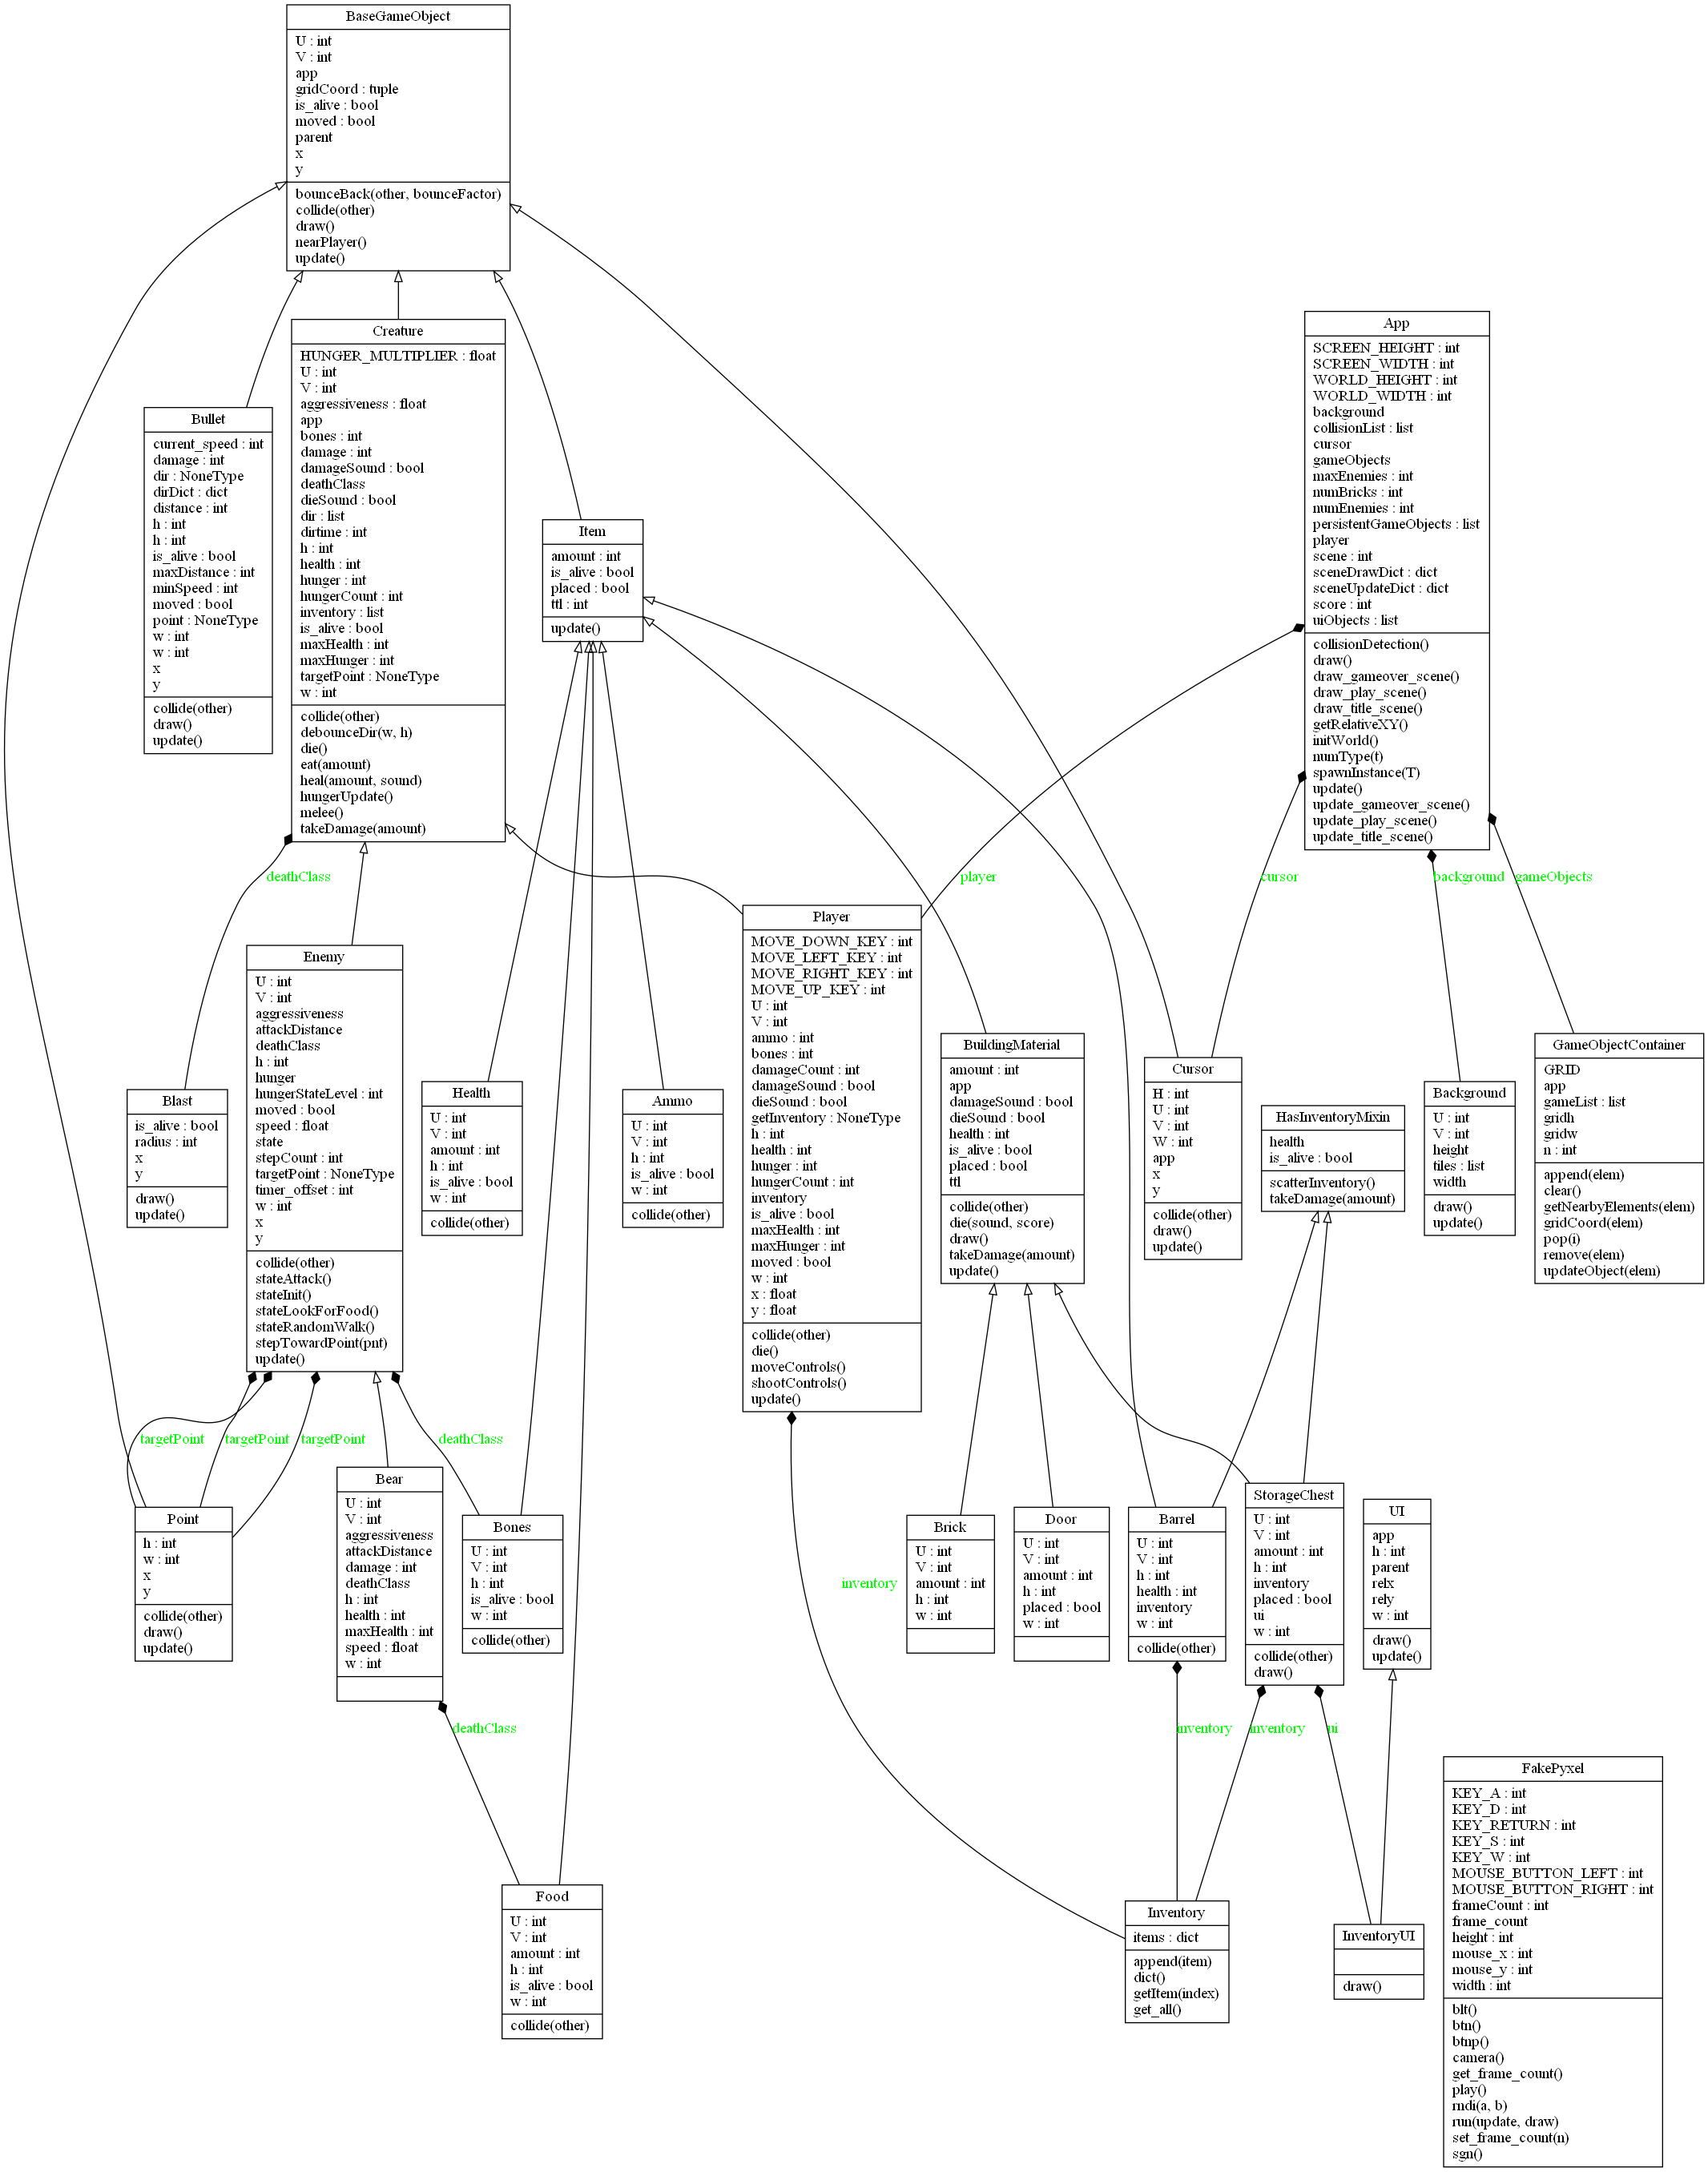 BaseGameObject
U : int
V : int
app
gridCoord : tuple
is_alive : bool
moved : bool
parent
x
y
bounceBack(other, bounceFactor)
collide(other)
draw()
nearPlayer()
update()
App
SCREEN_HEIGHT : int
SCREEN_WIDTH : int
WORLD_HEIGHT : int
WORLD_WIDTH : int
background
collisionList : list
cursor
gameObjects
maxEnemies : int
numBricks : int
numEnemies : int
persistentGameObjects : list
player
scene : int
sceneDrawDict : dict
sceneUpdateDict : dict
score : int
uiObjects : list
collisionDetection()
draw()
draw_gameover_scene()
draw_play_scene()
draw_title_scene()
getRelativeXY()
initWorld()
numType(t)
spawnInstance(T)
update()
update_gameover_scene()
update_play_scene()
update_title_scene()
Creature
HUNGER_MULTIPLIER : float
U : int
V : int
aggressiveness : float
app
bones : int
damage : int
damageSound : bool
deathClass
dieSound : bool
dir : list
dirtime : int
h : int
health : int
hunger : int
hungerCount : int
inventory : list
is_alive : bool
maxHealth : int
maxHunger : int
targetPoint : NoneType
w : int
collide(other)
debounceDir(w, h)
die()
eat(amount)
heal(amount, sound)
hungerUpdate()
melee()
takeDamage(amount)
Bullet
current_speed : int
damage : int
dir : NoneType
dirDict : dict
distance : int
h : int
h : int
is_alive : bool
maxDistance : int
minSpeed : int
moved : bool
point : NoneType
w : int
w : int
x
y
collide(other)
draw()
update()
Item
amount : int
is_alive : bool
placed : bool
ttl : int
update()
deathClass
player
cursor
background
gameObjects
Player
MOVE_DOWN_KEY : int
MOVE_LEFT_KEY : int
MOVE_RIGHT_KEY : int
MOVE_UP_KEY : int
U : int
V : int
ammo : int
bones : int
damageCount : int
damageSound : bool
dieSound : bool
getInventory : NoneType
h : int
health : int
hunger : int
hungerCount : int
inventory
is_alive : bool
maxHealth : int
maxHunger : int
moved : bool
w : int
x : float
y : float
collide(other)
die()
moveControls()
shootControls()
update()
Enemy
U : int
V : int
aggressiveness
attackDistance
deathClass
h : int
hunger
hungerStateLevel : int
moved : bool
speed : float
state
stepCount : int
targetPoint : NoneType
timer_offset : int
w : int
x
y
collide(other)
stateAttack()
stateInit()
stateLookForFood()
stateRandomWalk()
stepTowardPoint(pnt)
update()
Blast
is_alive : bool
radius : int
x
y
draw()
update()
Health
U : int
V : int
amount : int
h : int
is_alive : bool
w : int
collide(other)
Ammo
U : int
V : int
h : int
is_alive : bool
w : int
collide(other)
BuildingMaterial
amount : int
app
damageSound : bool
dieSound : bool
health : int
is_alive : bool
placed : bool
ttl
collide(other)
die(sound, score)
draw()
takeDamage(amount)
update()
Cursor
H : int
U : int
V : int
W : int
app
x
y
collide(other)
draw()
update()
HasInventoryMixin
health
is_alive : bool
scatterInventory()
takeDamage(amount)
Background
U : int
V : int
height
tiles : list
width
draw()
update()
GameObjectContainer
GRID
app
gameList : list
gridh
gridw
n : int
append(elem)
clear()
getNearbyElements(elem)
gridCoord(elem)
pop(i)
remove(elem)
updateObject(elem)
targetPoint
targetPoint
targetPoint
deathClass
Point
h : int
w : int
x
y
collide(other)
draw()
update()
Bear
U : int
V : int
aggressiveness
attackDistance
damage : int
deathClass
h : int
health : int
maxHealth : int
speed : float
w : int
Bones
U : int
V : int
h : int
is_alive : bool
w : int
collide(other)
inventory
Brick
U : int
V : int
amount : int
h : int
w : int
Door
U : int
V : int
amount : int
h : int
placed : bool
w : int
Barrel
U : int
V : int
h : int
health : int
inventory
w : int
collide(other)
StorageChest
U : int
V : int
amount : int
h : int
inventory
placed : bool
ui
w : int
collide(other)
draw()
UI
app
h : int
parent
relx
rely
w : int
draw()
update()
deathClass
inventory
inventory
ui
Food
U : int
V : int
amount : int
h : int
is_alive : bool
w : int
collide(other)
Inventory
items : dict
append(item)
dict()
getItem(index)
get_all()
InventoryUI
draw()
FakePyxel
KEY_A : int
KEY_D : int
KEY_RETURN : int
KEY_S : int
KEY_W : int
MOUSE_BUTTON_LEFT : int
MOUSE_BUTTON_RIGHT : int
frameCount : int
frame_count
height : int
mouse_x : int
mouse_y : int
width : int
blt()
btn()
btnp()
camera()
get_frame_count()
play()
rndi(a, b)
run(update, draw)
set_frame_count(n)
sgn()